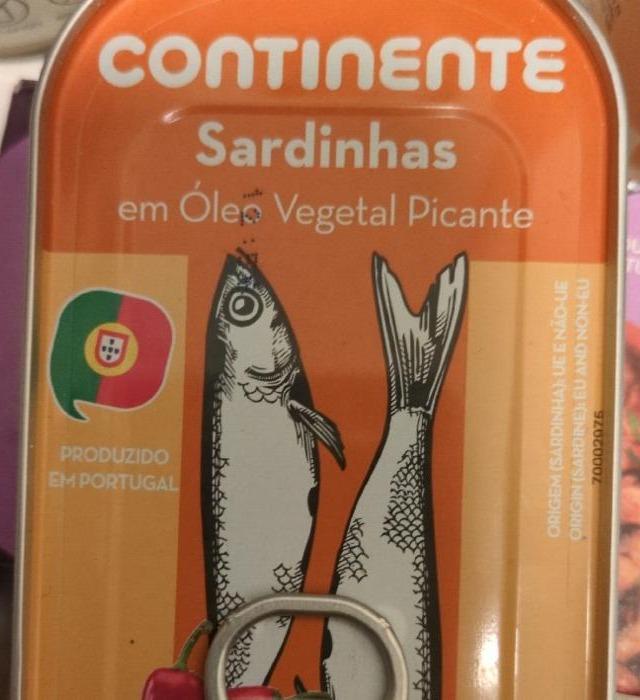 CONTINENTE
Sardinhas
em Óleo Vegetal Picante
PRODUZIDO
EM PORTUGAL
ORIGEM (SARDINHA): UE E NÃO-UE
ORIGIN (SARDINE): EU AND NON-EU
70002975